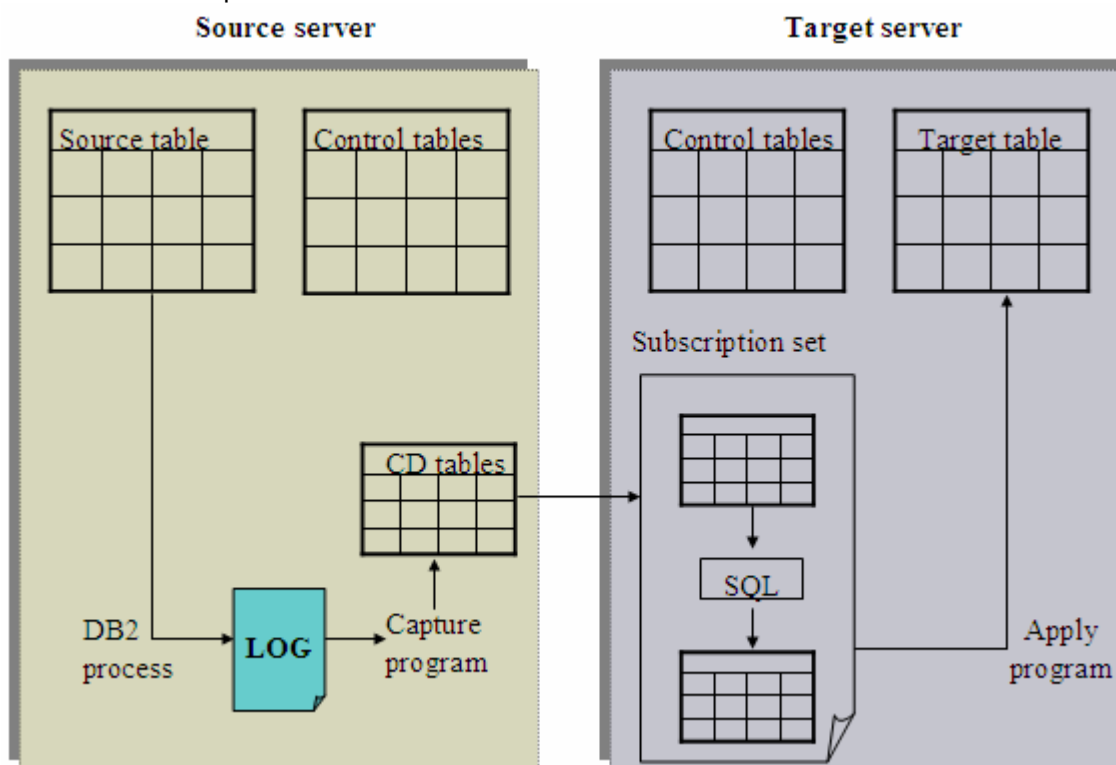 Source server
Target server
Source table
Control tables
Control tables
Target table
Subscription set
CD tables
SQL
DB2
process
LOG
Capture
program
Apply
program